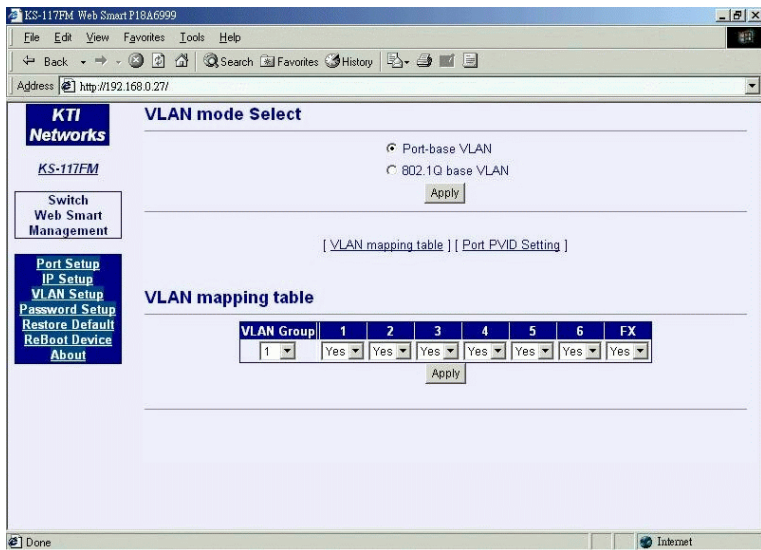 KS-117FM Web Smart P18A6999
File Edit View Favorites Tools Help
Back Search Favorites History
Address http://192.168.0.27/
KTI
Networks
KS-117FM
Switch
Web Smart
Management
Port Setup
IP Setup
VLAN Setup
Password Setup
Restore Default
ReBoot Device
About
VLAN mode Select
Port-base VLAN
802.1Q base VLAN
Apply
[ VLAN mapping table ] [ Port PVID Setting ]
VLAN mapping table
VLAN Group 1 2 3 4 5 6 FX
1 Yes Yes Yes Yes Yes Yes Yes
Apply
Done Internet